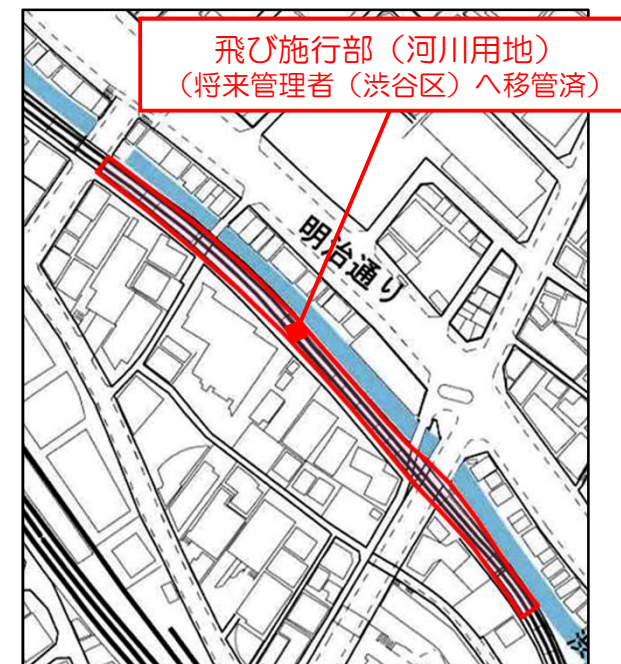 飛び施行部（河川用地）
（将来管理者（渋谷区）へ移管済）
明治通り
渋